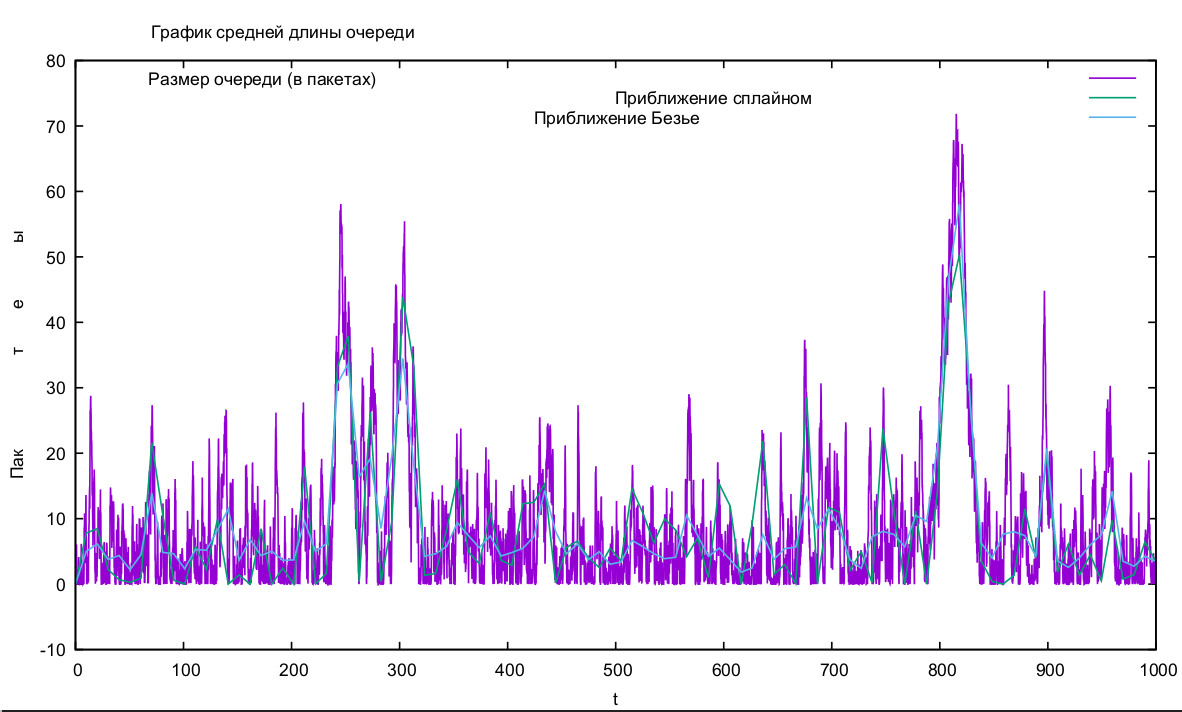 График средней длины очереди
80
Размер очереди (в пакетах)
Приближение сплайном
Приближение Безье
70
60
50
40
30
20
10
0
-10
Пак т е ы
0 100 200 300 400 500 600 700 800 900 1000
t